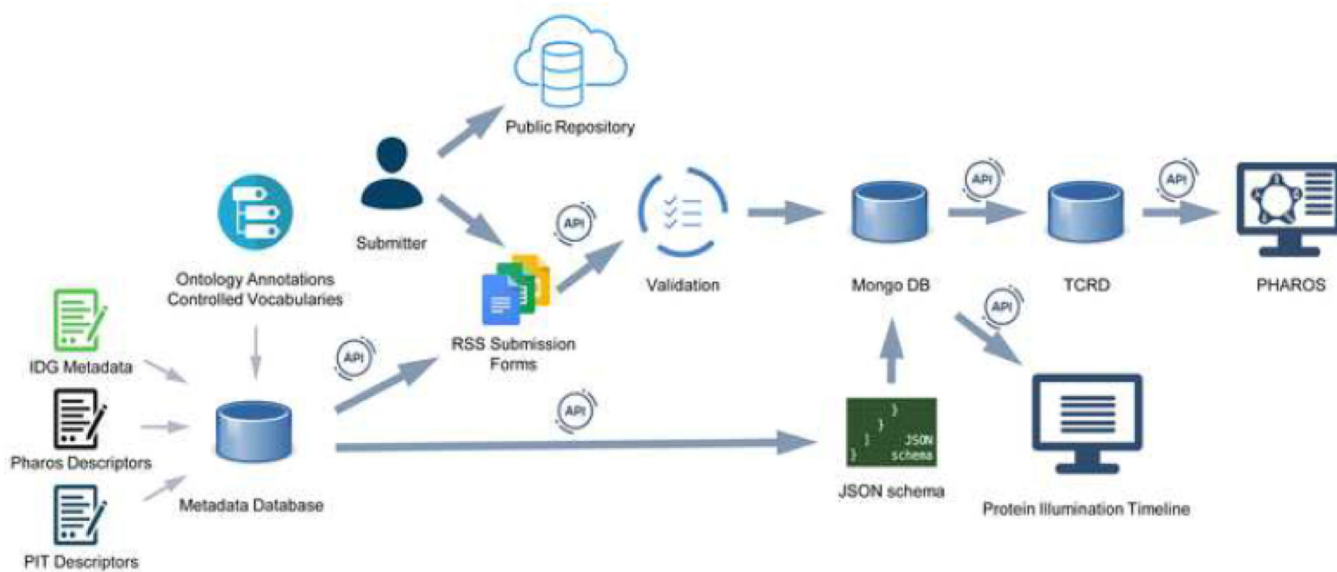 Public Repository
Submitter
Ontology Annotations
Controlled Vocabularies
API
API
API
Validation
Mongo DB
TCRD
PHAROS
RSS Submission
Forms
API
IDG Metadata
API
API
Pharos Descriptors
Metadata Database
}
}
] JSON
} schema
JSON schema
Protein Illumination Timeline
PIT Descriptors